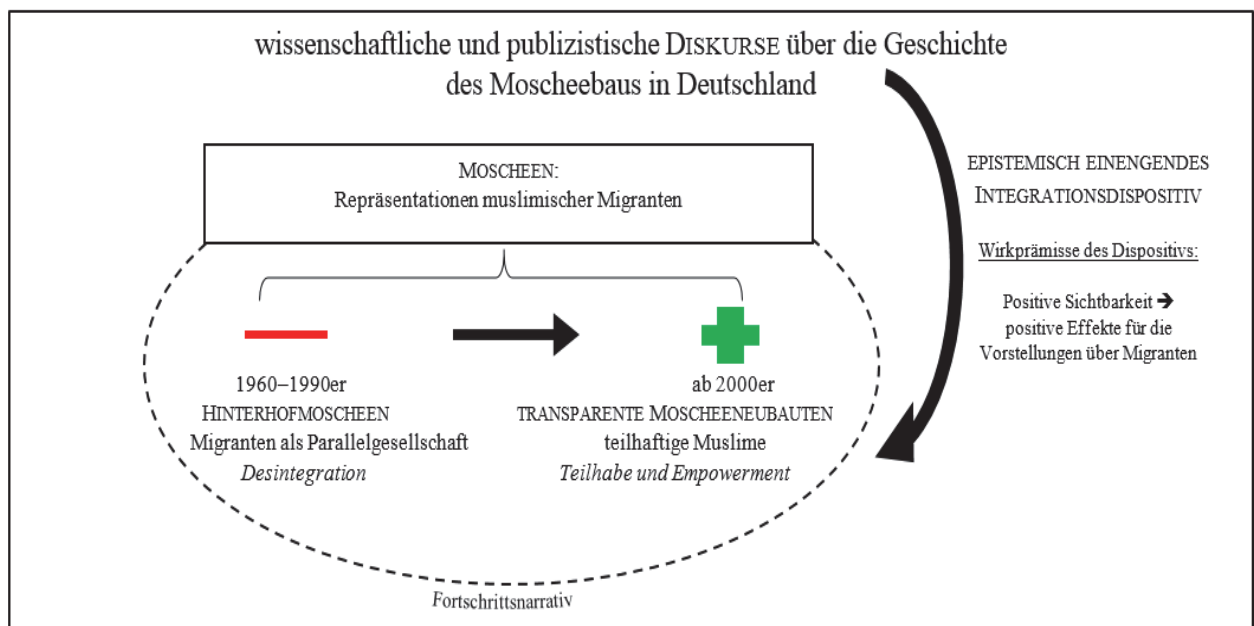 wissenschaftliche und publizistische DISKURSE über die Geschichte
des Moscheebaus in Deutschland
MOSCHEEN:
Repräsentationen muslimischer Migranten
1960–1990er
HINTERHOFMOSCHEEN
Migranten als Parallelgesellschaft
Desintegration
ab 2000er
TRANSPARENTE MOSCHEENEUBAUTEN
teilhaftige Muslime
Teilhabe und Empowerment
Fortschrittsnarrativ
EPISTEMISCH EINENGENDES
INTEGRATIONSDISPOSITIV
Wirkprämisse des Dispositivs:
Positive Sichtbarkeit ➔
positive Effekte für die
Vorstellungen über Migranten